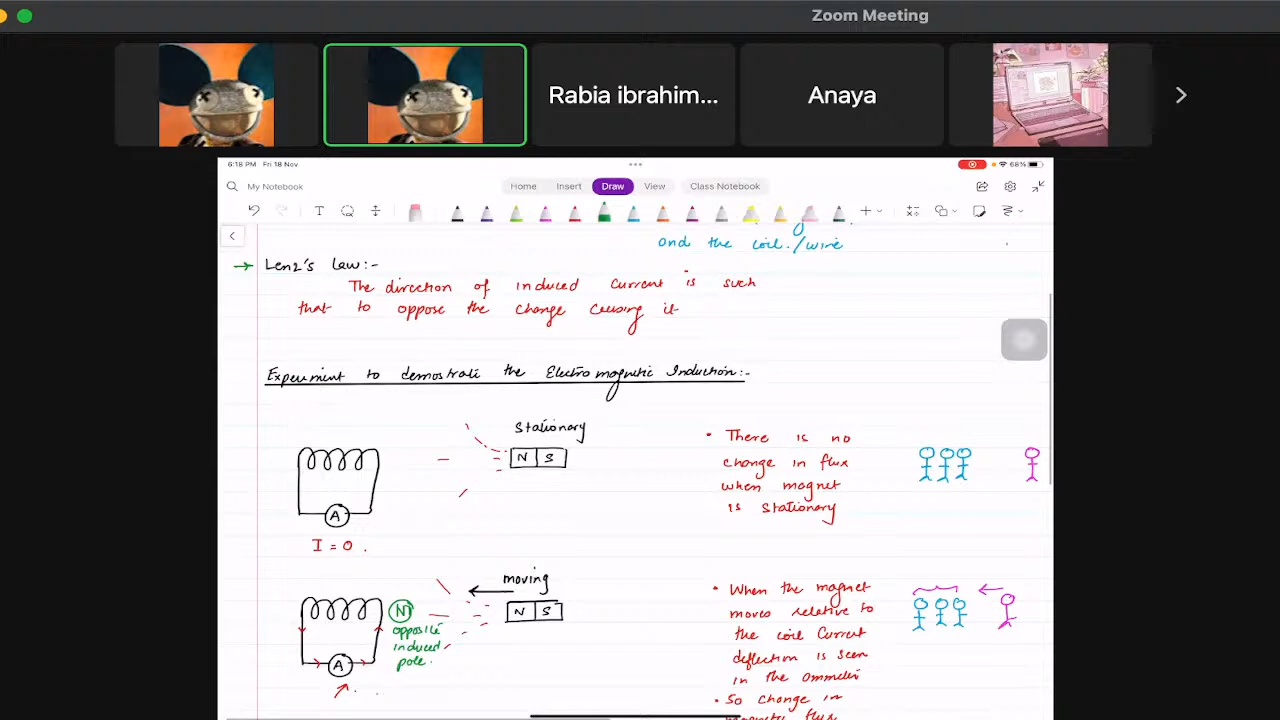 Zoom Meeting
Rabia ibrahim...
Anaya
6:18 PM Fri 18 Nov
68%
My Notebook
Home Insert Draw View Class Notebook
and the coil./wire
→ Lenz's Law:-
The direction of induced current is such
that to oppose the change causing it
Experiment to demostrate the Electromagnetic Induction:-
Stationary
N S
A
I = 0 .
• There is no
change in flux
when magnet
is stationary
moving
N S
N
opposite
induced
pole.
A
• When the magnet
moves relative to
the coil current
deflection is seen
in the
• So change in
magnetic flux